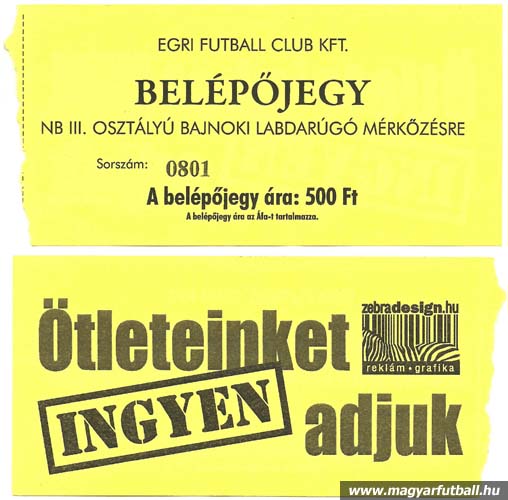 EGRI FUTBALL CLUB KFT.
BELÉPŐJEGY
NB III. OSZTÁLYÚ BAJNOKI LABDARÚGÓ MÉRKŐZÉSRE
Sorszám: 0801
A belépőjegy ára: 500 Ft
A belépőjegy ára az Áfa-t tartalmazza.
zebradesign.hu
Ötleteinket
reklám • grafika
INGYEN
adjuk
www.magyarfutball.hu